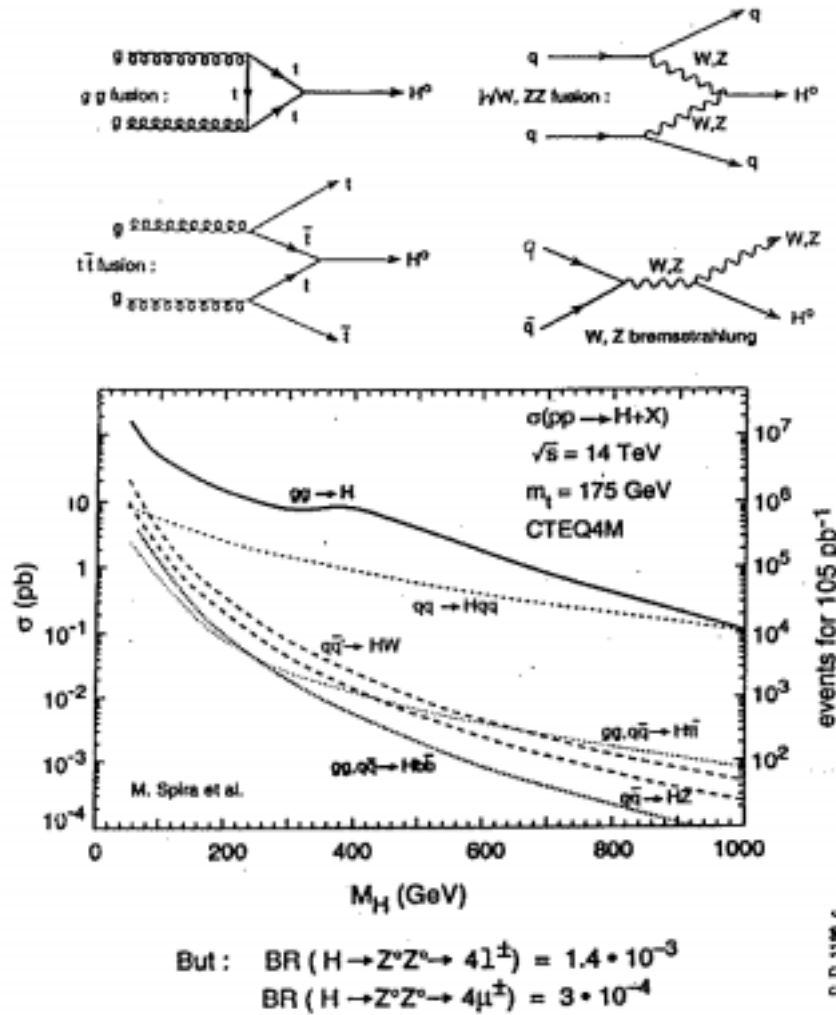 g
t
g g fusion :
t
H°
g
t
q
q
W,Z
W, ZZ fusion :
H°
W,Z
q
q
t
g
t̄
t t̄ fusion :
H°
t
g
t̄
q
W,Z
W,Z
q̄
H°
W, Z bremsstrahlung
σ(pp → H+X)
√s = 14 TeV
m_t = 175 GeV
CTEQ4M
gg → H
qq → Hqq
qq̄' → HW
gg,qq̄ → Htt̄
gg,qq̄ → Hbb̄
qq̄ → HZ
M. Spira et al.
σ (pb)
10
1
10⁻¹
10⁻²
10⁻³
10⁻⁴
events for 105 pb⁻¹
10⁷
10⁶
10⁵
10⁴
10³
10²
0 200 400 600 800 1000
M_H (GeV)
But : BR ( H → Z°Z° → 4l± ) = 1.4 • 10⁻³
BR ( H → Z°Z° → 4μ± ) = 3 • 10⁻⁴